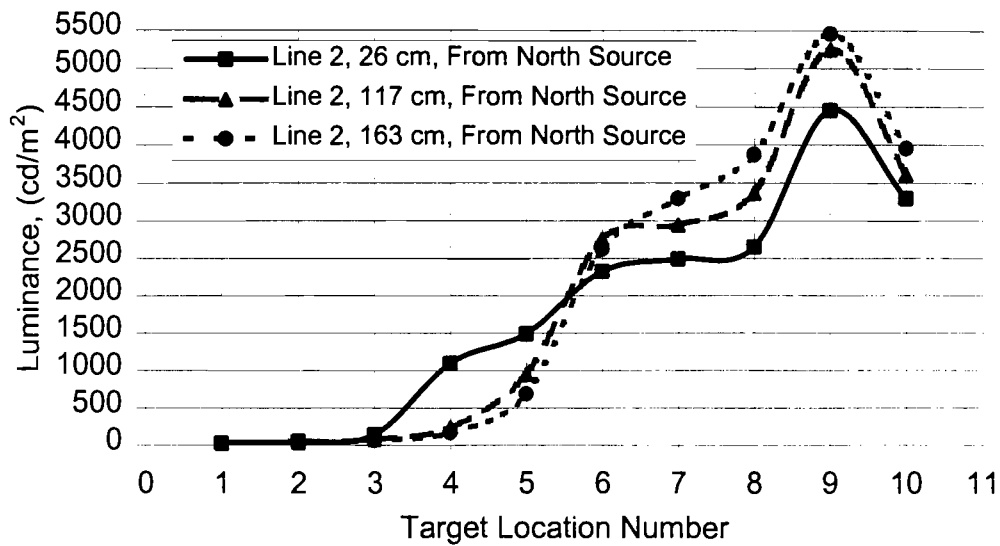 5500
5000
4500
4000
3500
3000
2500
2000
1500
1000
500
0
Luminance, (cd/m²)
Line 2, 26 cm, From North Source
Line 2, 117 cm, From North Source
Line 2, 163 cm, From North Source
0 1 2 3 4 5 6 7 8 9 10 11
Target Location Number